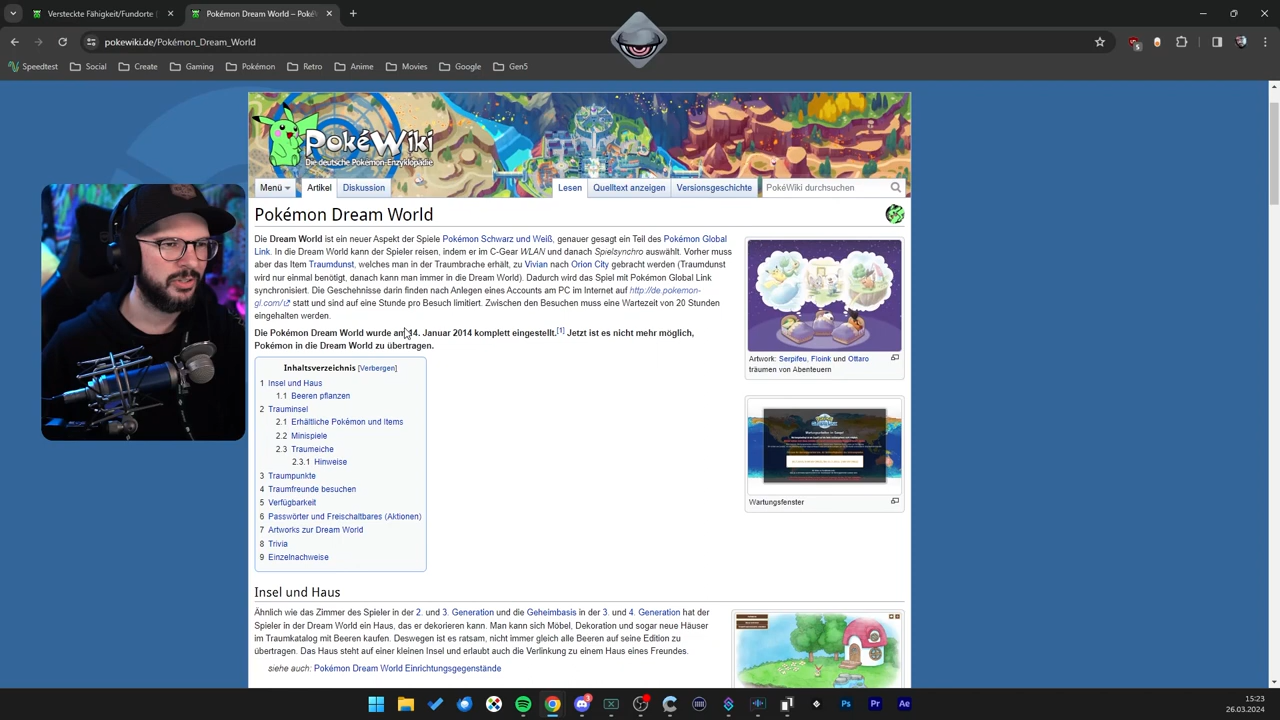 Versteckte Fähigkeit/Fundorte
Pokémon Dream World – Pok
pokewiki.de/Pokémon_Dream_World
Speedtest
Social
Create
Gaming
Pokémon
Retro
Anime
Movies
Google
Gen5
PokéWiki
Die deutsche Pokémon-Enzyklopädie
Menü
Artikel
Diskussion
Lesen
Quelltext anzeigen
Versionsgeschichte
PokéWiki durchsuchen
Pokémon Dream World
Die Dream World ist ein neuer Aspekt der Spiele Pokémon Schwarz und Weiß, genauer gesagt ein Teil des Pokémon Global
Link. In die Dream World kann der Spieler reisen, indem er im C-Gear WLAN und danach Spielsynchro auswählt. Vorher muss
aber das Item Traumdunst, welches man in der Traumbrache erhält, zu Vivian nach Orion City gebracht werden (Traumdunst
wird nur einmal benötigt, danach kann man immer in die Dream World). Dadurch wird das Spiel mit Pokémon Global Link
synchronisiert. Die Geschehnisse darin finden nach Anlegen eines Accounts am PC im Internet auf http://de.pokemon-
gl.com/ statt und sind auf eine Stunde pro Besuch limitiert. Zwischen den Besuchen muss eine Wartezeit von 20 Stunden
eingehalten werden.
Die Pokémon Dream World wurde am 14. Januar 2014 komplett eingestellt.[1] Jetzt ist es nicht mehr möglich,
Pokémon in die Dream World zu übertragen.
Artwork: Serpifeu, Floink und Ottaro
träumen von Abenteuern
Wartungsfenster
Inhaltsverzeichnis [Verbergen]
1 Insel und Haus
1.1 Beeren pflanzen
2 Trauminsel
2.1 Erhältliche Pokémon und Items
2.2 Minispiele
2.3 Traumeiche
2.3.1 Hinweise
3 Traumpunkte
4 Traumfreunde besuchen
5 Verfügbarkeit
6 Passwörter und Freischaltbares (Aktionen)
7 Artworks zur Dream World
8 Trivia
9 Einzelnachweise
Insel und Haus
Ähnlich wie das Zimmer des Spieler in der 2. und 3. Generation und die Geheimbasis in der 3. und 4. Generation hat der
Spieler in der Dream World ein Haus, das er dekorieren kann. Man kann sich Möbel, Dekoration und sogar neue Häuser
im Traumkatalog mit Beeren kaufen. Deswegen ist es ratsam, nicht immer gleich alle Beeren auf seine Edition zu
übertragen. Das Haus steht auf einer kleinen Insel und erlaubt auch die Verlinkung zu einem Haus eines Freundes.
siehe auch: Pokémon Dream World Einrichtungsgegenstände
Ps
Pr
Ae
15:23
26.03.2024